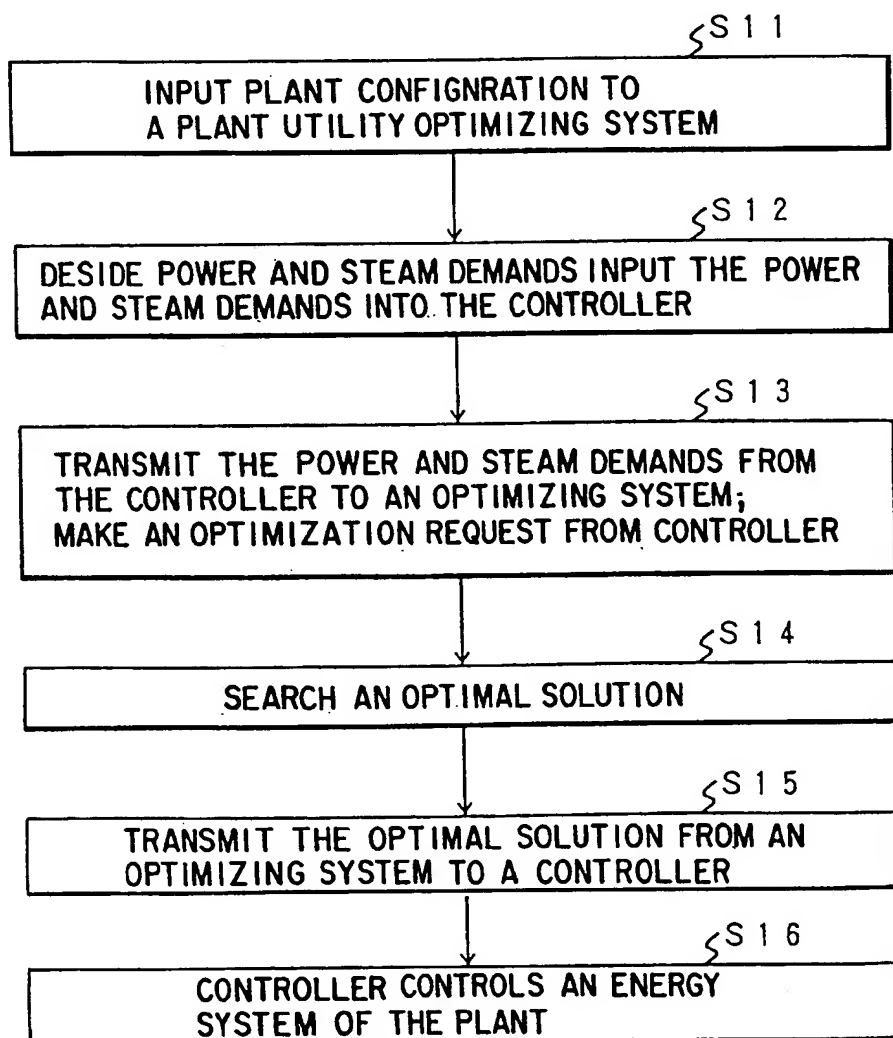 S11
INPUT PLANT CONFIGNRATION TO
A PLANT UTILITY OPTIMIZING SYSTEM
S12
DESIDE POWER AND STEAM DEMANDS INPUT THE POWER
AND STEAM DEMANDS INTO THE CONTROLLER
S13
TRANSMIT THE POWER AND STEAM DEMANDS FROM
THE CONTROLLER TO AN OPTIMIZING SYSTEM;
MAKE AN OPTIMIZATION REQUEST FROM CONTROLLER
S14
SEARCH AN OPTIMAL SOLUTION
S15
TRANSMIT THE OPTIMAL SOLUTION FROM AN
OPTIMIZING SYSTEM TO A CONTROLLER
S16
CONTROLLER CONTROLS AN ENERGY
SYSTEM OF THE PLANT